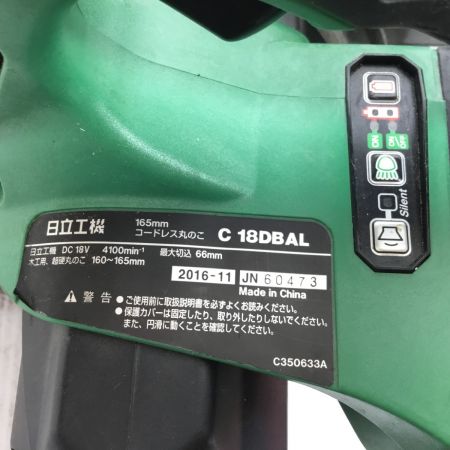 日立工機 165mm コードレス丸のこ C 18DBAL
日立工機 DC 18V 4100min⁻¹ 最大切込 66mm
木工用、超硬丸のこ 160~165mm
2016-11 JN 60473
Made in China
⚠ 警告 ●ご使用前に取扱説明書を必ずよくお読みください。
●保護カバーは固定したり、取り外したりしないでください。
また、円滑に動くことを確認してください。
C350633A
ON
ON
OFF
Silent